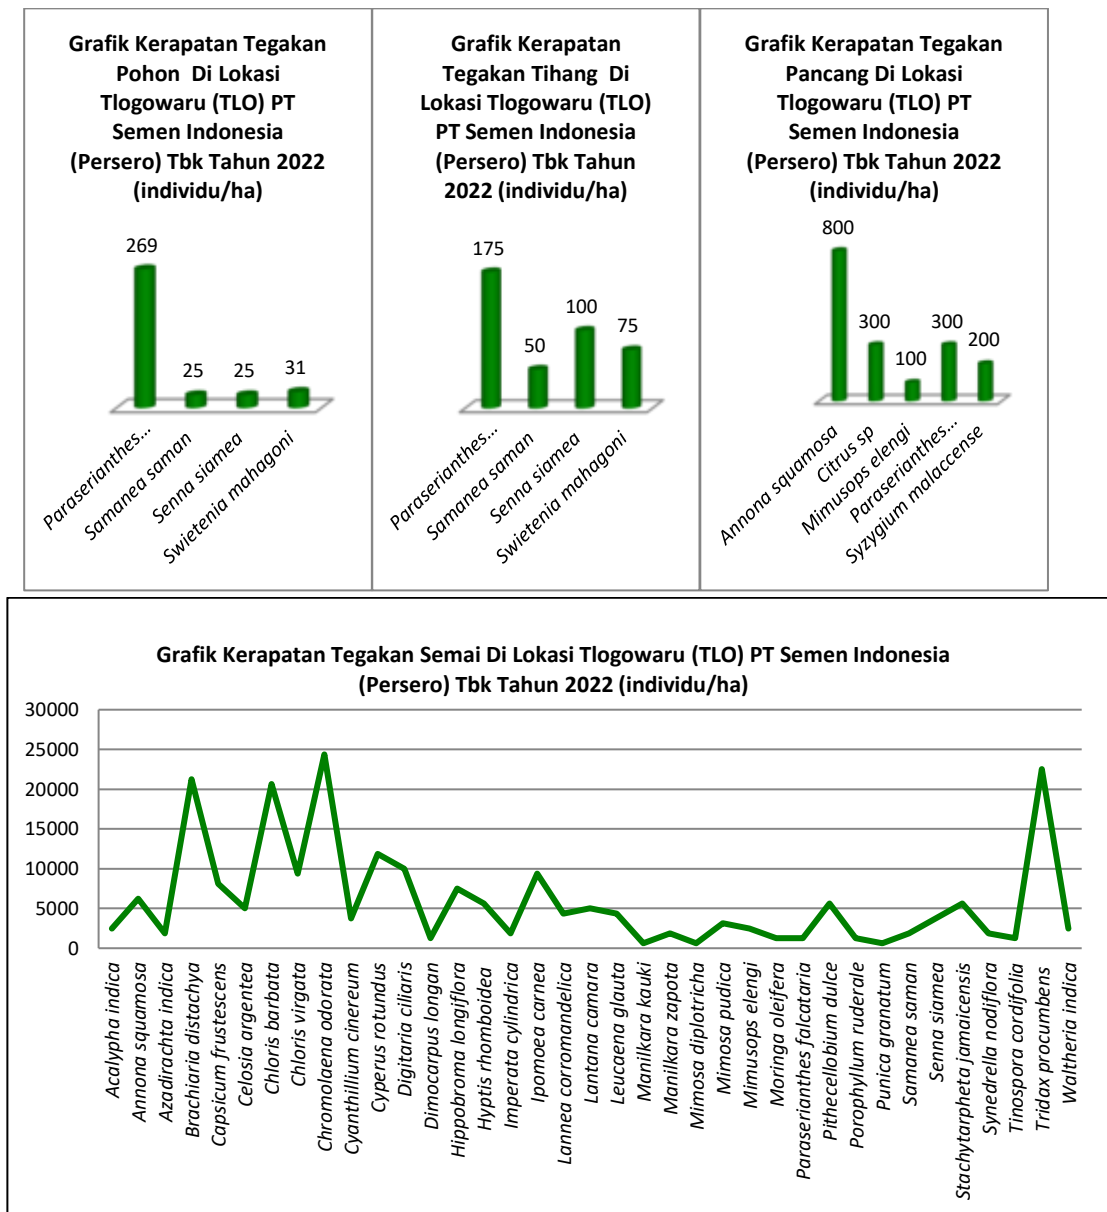 Grafik Kerapatan Tegakan
Pohon Di Lokasi
Tlogowaru (TLO) PT
Semen Indonesia
(Persero) Tbk Tahun 2022
(individu/ha)
269
25
25
31
Paraserianthes...
Samanea saman
Senna siamea
Swietenia mahagoni
Grafik Kerapatan
Tegakan Tihang Di
Lokasi Tlogowaru (TLO)
PT Semen Indonesia
(Persero) Tbk Tahun
2022 (individu/ha)
175
50
100
75
Paraserianthes...
Samanea saman
Senna siamea
Swietenia mahagoni
Grafik Kerapatan Tegakan
Pancang Di Lokasi
Tlogowaru (TLO) PT
Semen Indonesia
(Persero) Tbk Tahun 2022
(individu/ha)
800
300
100
300
200
Annona squamosa
Citrus sp
Mimusops elengi
Paraserianthes...
Syzygium malaccense
Grafik Kerapatan Tegakan Semai Di Lokasi Tlogowaru (TLO) PT Semen Indonesia
(Persero) Tbk Tahun 2022 (individu/ha)
30000
25000
20000
15000
10000
5000
0
Acalypha indica
Annona squamosa
Azadirachta indica
Brachiaria distachya
Capsicum frustescens
Celosia argentea
Chloris barbata
Chloris virgata
Chromolaena odorata
Cyanthillium cinereum
Cyperus rotundus
Digitaria ciliaris
Dinocarpus longan
Hippobroma longiflora
Hyptis rhomboidea
Imperata cylindrica
Ipomoea carnea
Lannea corromandelica
Lantana camara
Leucaena glauta
Manilkara kauki
Manilkara zapota
Mimosa diplotricha
Mimosa pudica
Mimusops elengi
Moringa oleifera
Paraserianthes falcataria
Pithecellobium dulce
Porophyllum ruderale
Punica granatum
Samanea saman
Senna siamea
Stachytarpheta jamaicensis
Synedrella nodiflora
Tinospora cordifolia
Tridax procumbens
Waltheria indica